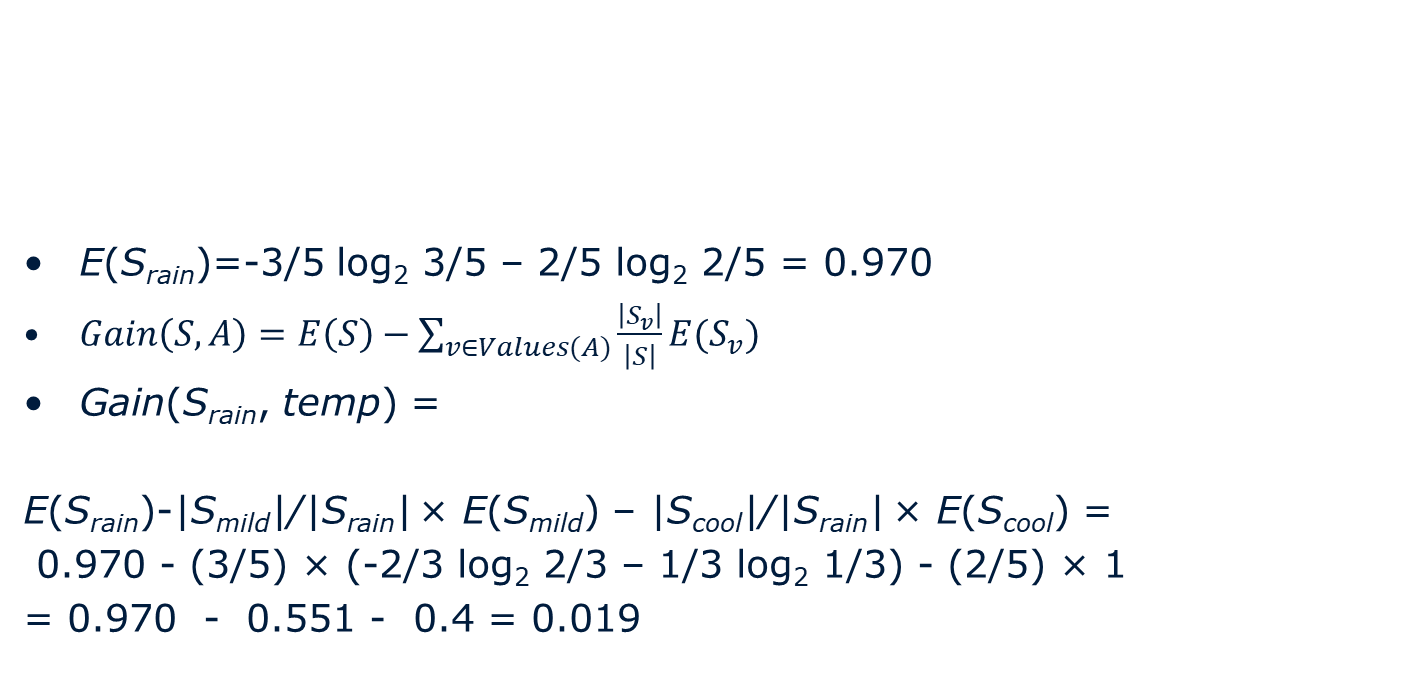 • E(S_rain)=-3/5 log₂ 3/5 – 2/5 log₂ 2/5 = 0.970
• Gain(S, A) = E(S) − ∑_{v∈Values(A)} |S_v|/|S| E(S_v)
• Gain(S_rain, temp) =
E(S_rain)-|S_mild|/|S_rain| × E(S_mild) – |S_cool|/|S_rain| × E(S_cool) =
0.970 - (3/5) × (-2/3 log₂ 2/3 – 1/3 log₂ 1/3) - (2/5) × 1
= 0.970 - 0.551 - 0.4 = 0.019